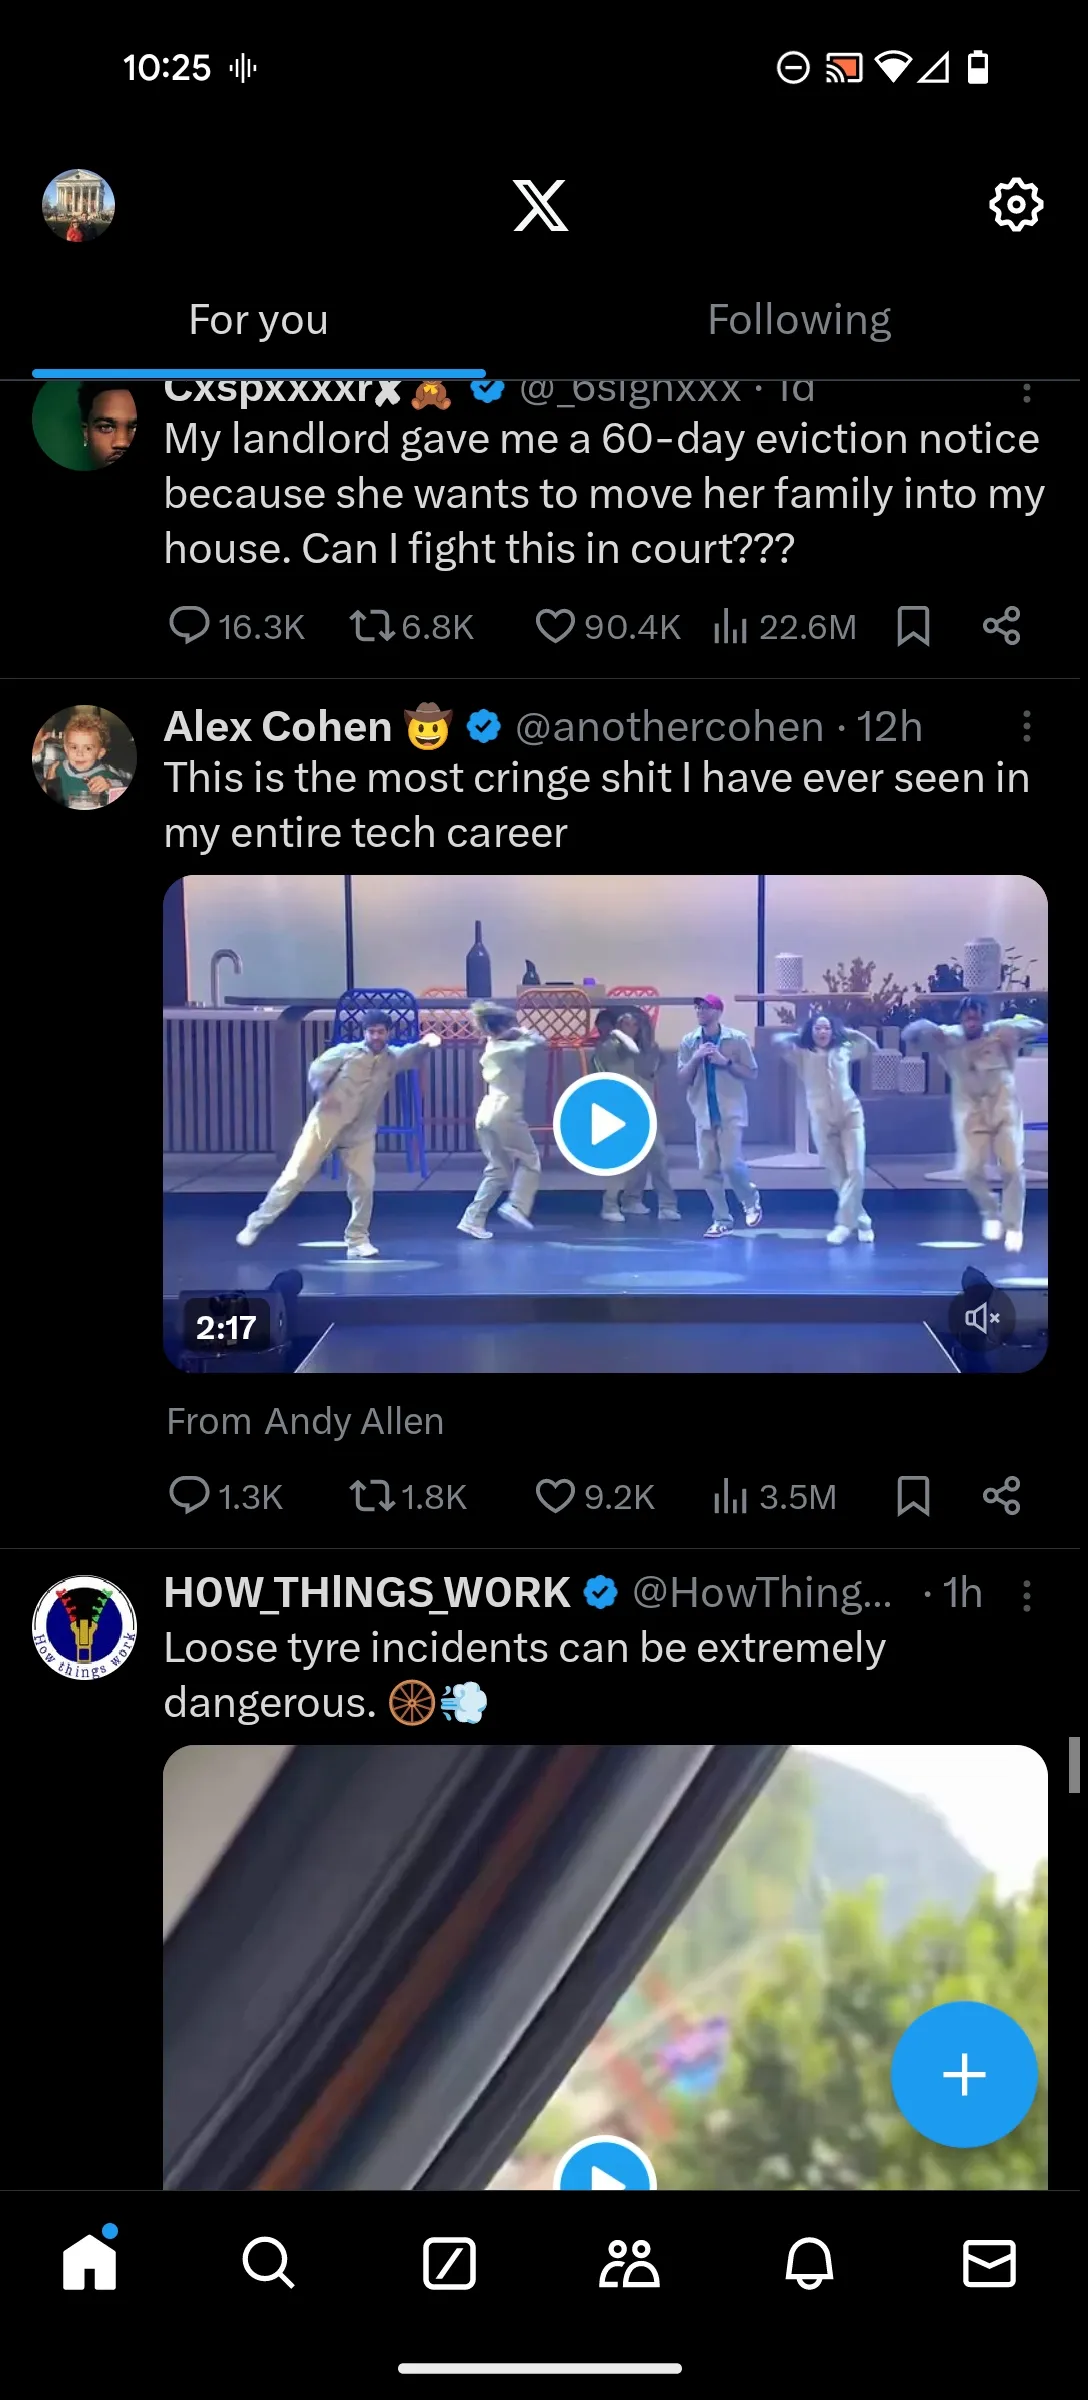 10:25
For you
Following
Cxspxxxxr✘🧸 @_6signxxx · 1d
My landlord gave me a 60-day eviction notice
because she wants to move her family into my
house. Can I fight this in court???
16.3K 6.8K 90.4K 22.6M
Alex Cohen 🤠 @anothercohen · 12h
This is the most cringe shit I have ever seen in
my entire tech career
2:17
From Andy Allen
1.3K 1.8K 9.2K 3.5M
HOW_THINGS_WORK @HowThing... · 1h
How things work
Loose tyre incidents can be extremely
dangerous. 🛞💨